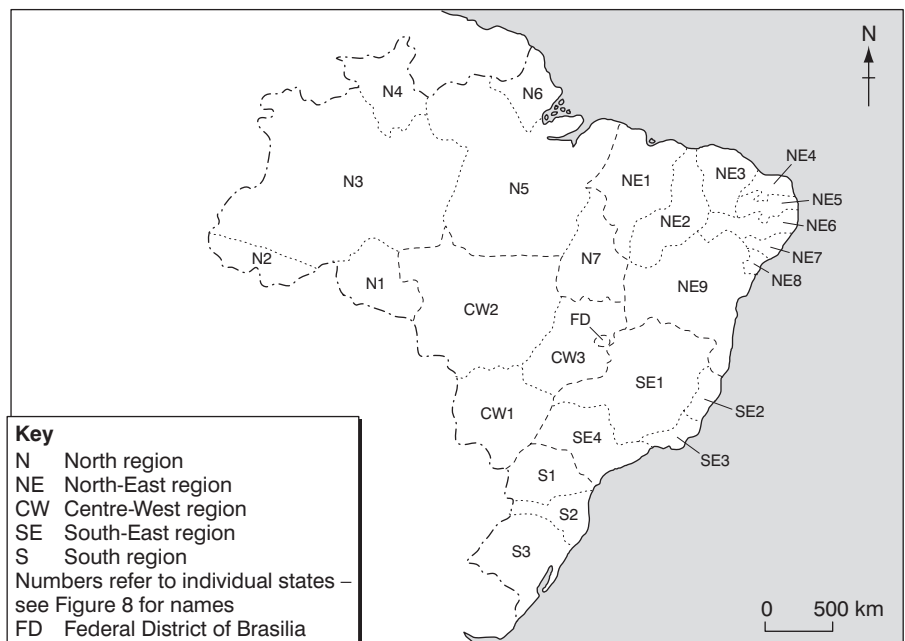 N
N4
N6
N3
N5
NE1
NE3
NE4
NE5
NE6
NE2
NE7
NE8
N2
N1
N7
NE9
CW2
FD
CW3
SE1
CW1
SE2
SE4
SE3
S1
S2
S3
Key
N North region
NE North-East region
CW Centre-West region
SE South-East region
S South region
Numbers refer to individual states –
see Figure 8 for names
FD Federal District of Brasilia
0 500 km